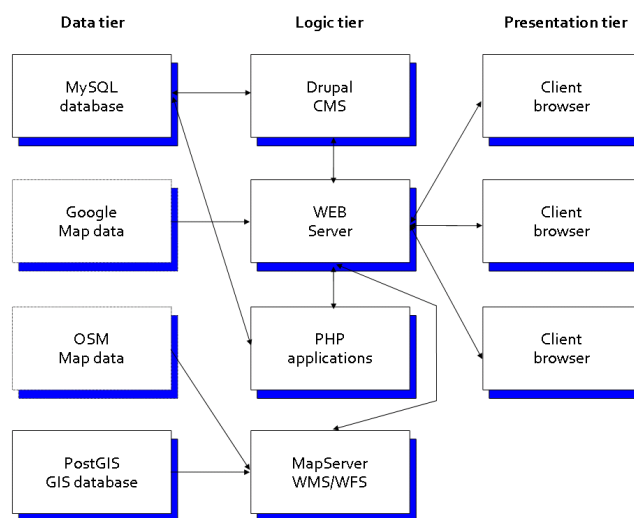 Data tier
Logic tier
Presentation tier
MySQL
database
Drupal
CMS
Client
browser
Google
Map data
WEB
Server
Client
browser
OSM
Map data
PHP
applications
Client
browser
PostGIS
GIS database
MapServer
WMS/WFS